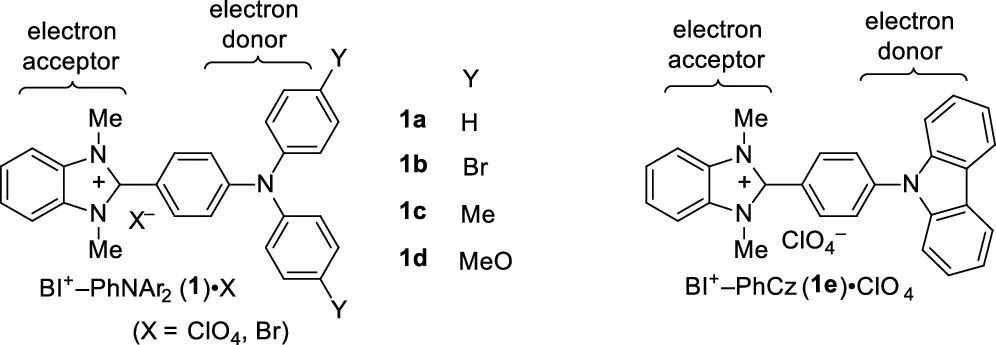 electron
acceptor
electron
donor
Y
Me
N
+
N
Me
X⁻
N
Y
BI⁺–PhNAr₂ (1)•X
(X = ClO₄, Br)
Y
1a H
1b Br
1c Me
1d MeO
electron
acceptor
electron
donor
Me
N
+
N
Me
N
ClO₄⁻
BI⁺–PhCz (1e)•ClO₄